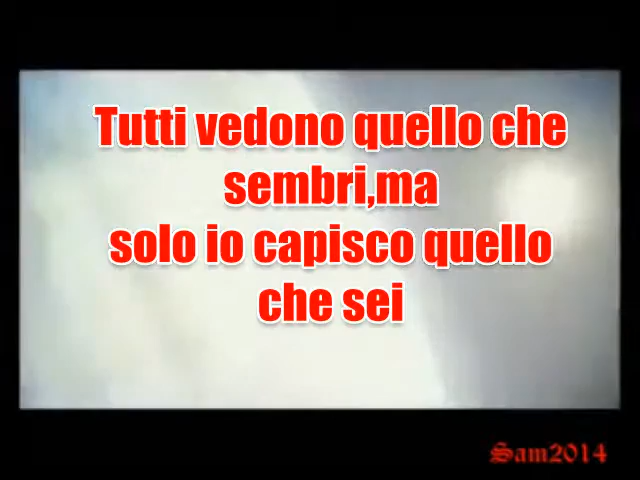 Tutti vedono quello che
sembri,ma
solo io capisco quello
che sei
Sam2014